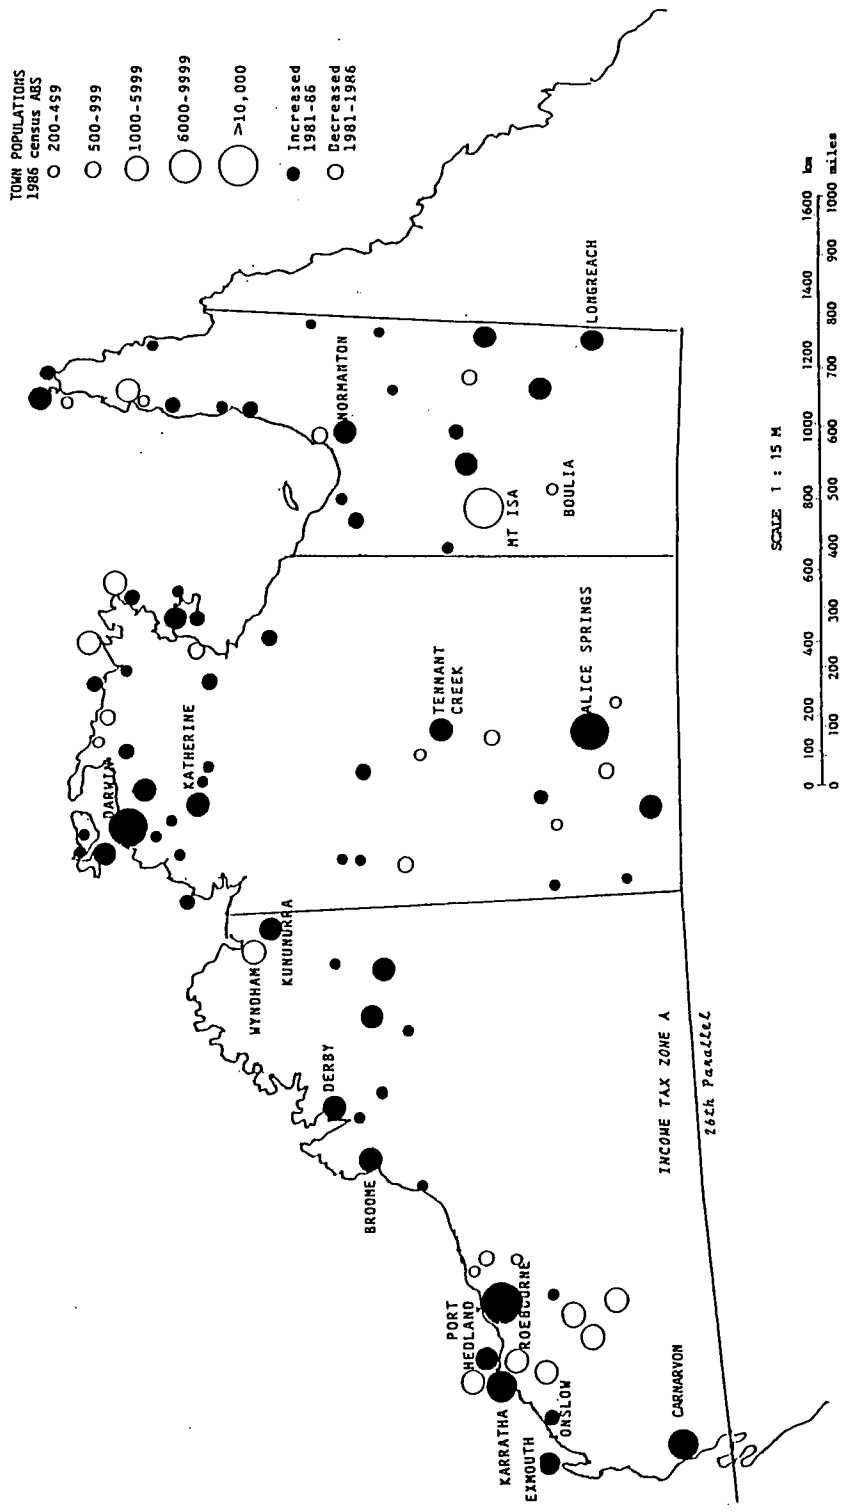 TOWN POPULATIONS
1986 census ABS
200-499
500-999
1000-5999
6000-9999
>10,000
Increased
1981-86
Decreased
1981-1986
DARWIN
KATHERINE
WYNDHAM
KUNUNURRA
DERBY
BROOME
PORT
HEDLAND
ROEBOURNE
KARRATHA
EXMOUTH
ONSLOW
CARNARVON
TENNANT
CREEK
ALICE SPRINGS
NORMANTON
MT ISA
BOULIA
LONGREACH
INCOME TAX ZONE A
26th Parallel
SCALE 1 : 15 M
0 100 200 400 600 800 1000 1200 1400 1600 km
0 100 200 300 400 500 600 700 800 900 1000 miles